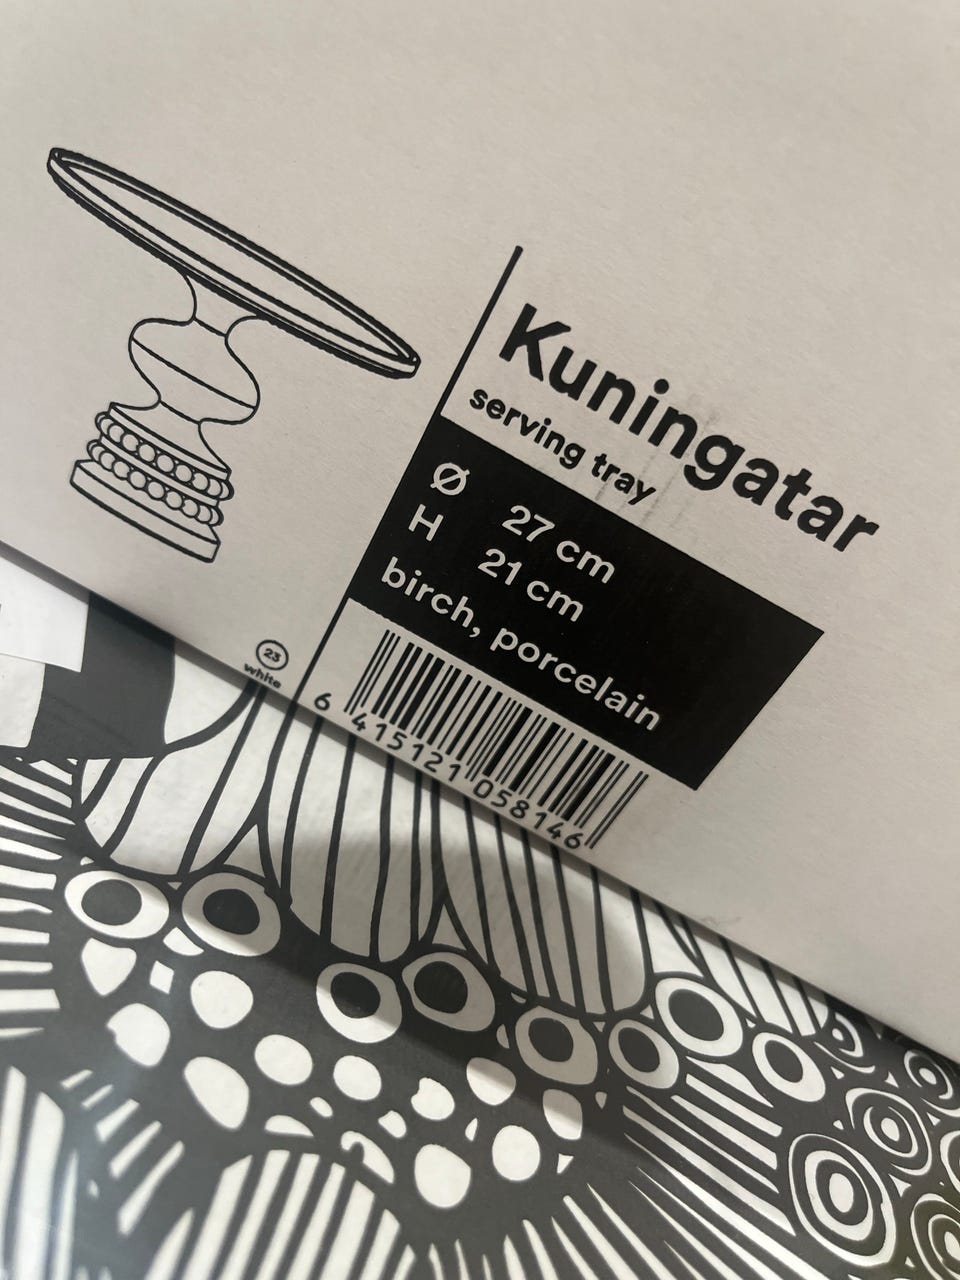 Kuningatar
serving tray
Ø 27 cm
H 21 cm
birch, porcelain
23
white
6 415121 058146